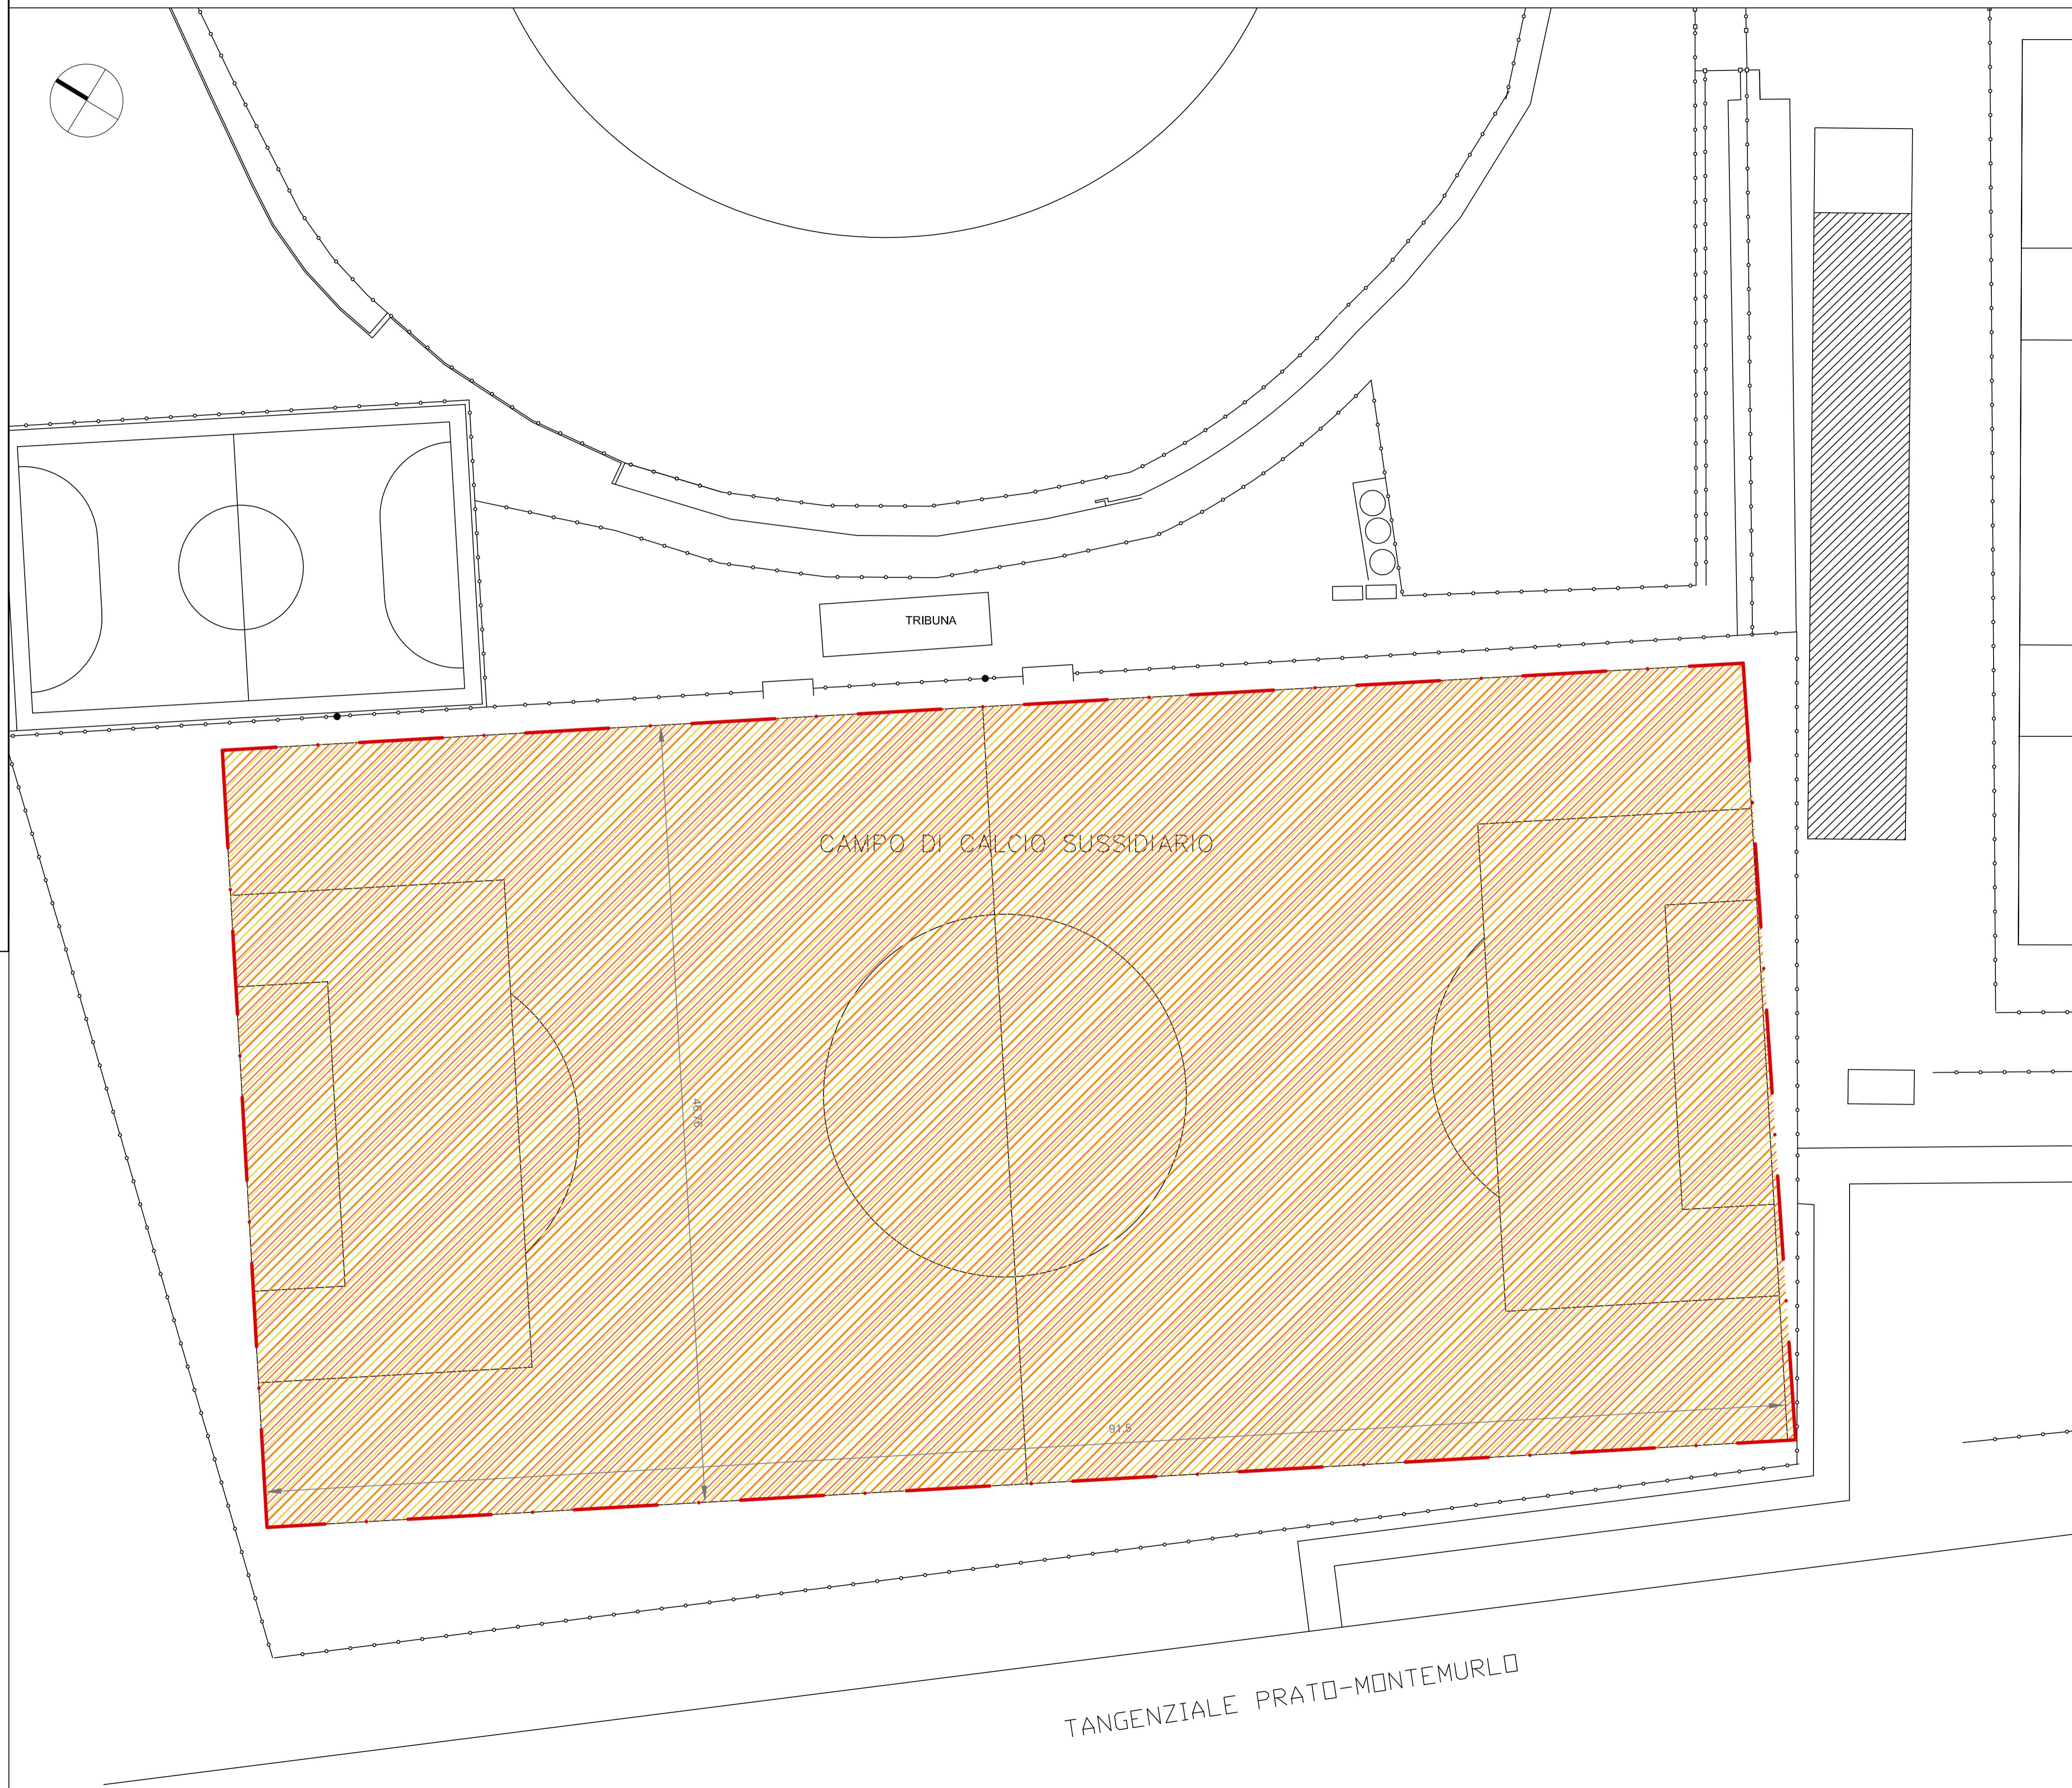 TRIBUNA
CAMPO DI CALCIO SUSSIDIARIO
46.76
91.5
TANGENZIALE PRATO-MONTEMURLO